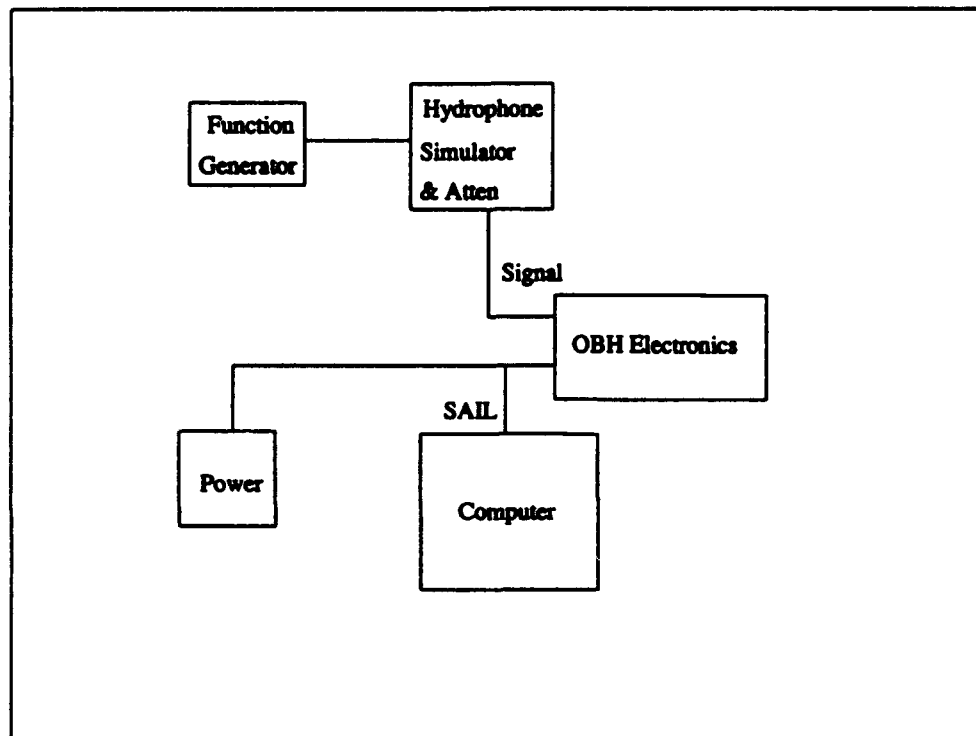 Function
Generator
Hydrophone
Simulator
& Atten
Signal
OBH Electronics
SAIL
Power
Computer